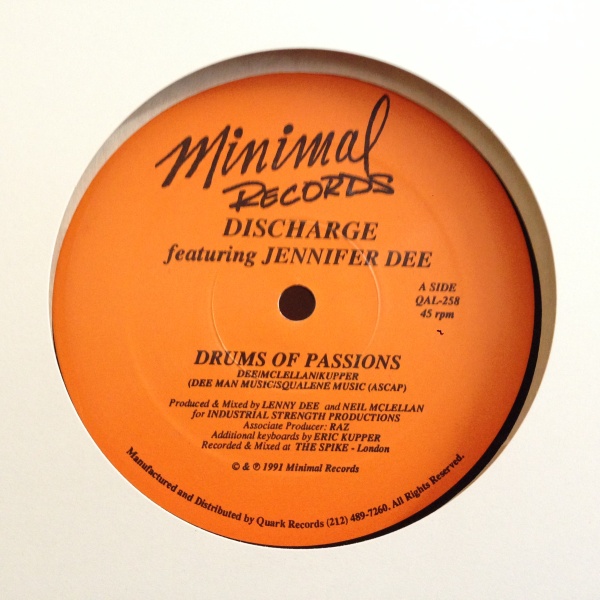 Minimal
RECORDS
DISCHARGE
featuring JENNIFER DEE
A SIDE
QAL-258
45 rpm
DRUMS OF PASSIONS
DEE/MCLELLAN/KUPPER
(DEE MAN MUSIC/SQUALENE MUSIC (ASCAP)
Produced & Mixed by LENNY DEE and NEIL MCLELLAN
for INDUSTRIAL STRENGTH PRODUCTIONS
Associate Producer: RAZ
Additional keyboards by ERIC KUPPER
Recorded & Mixed at THE SPIKE - London
© & ℗ 1991 Minimal Records
Manufactured and Distributed by Quark Records (212) 489-7260. All Rights Reserved.